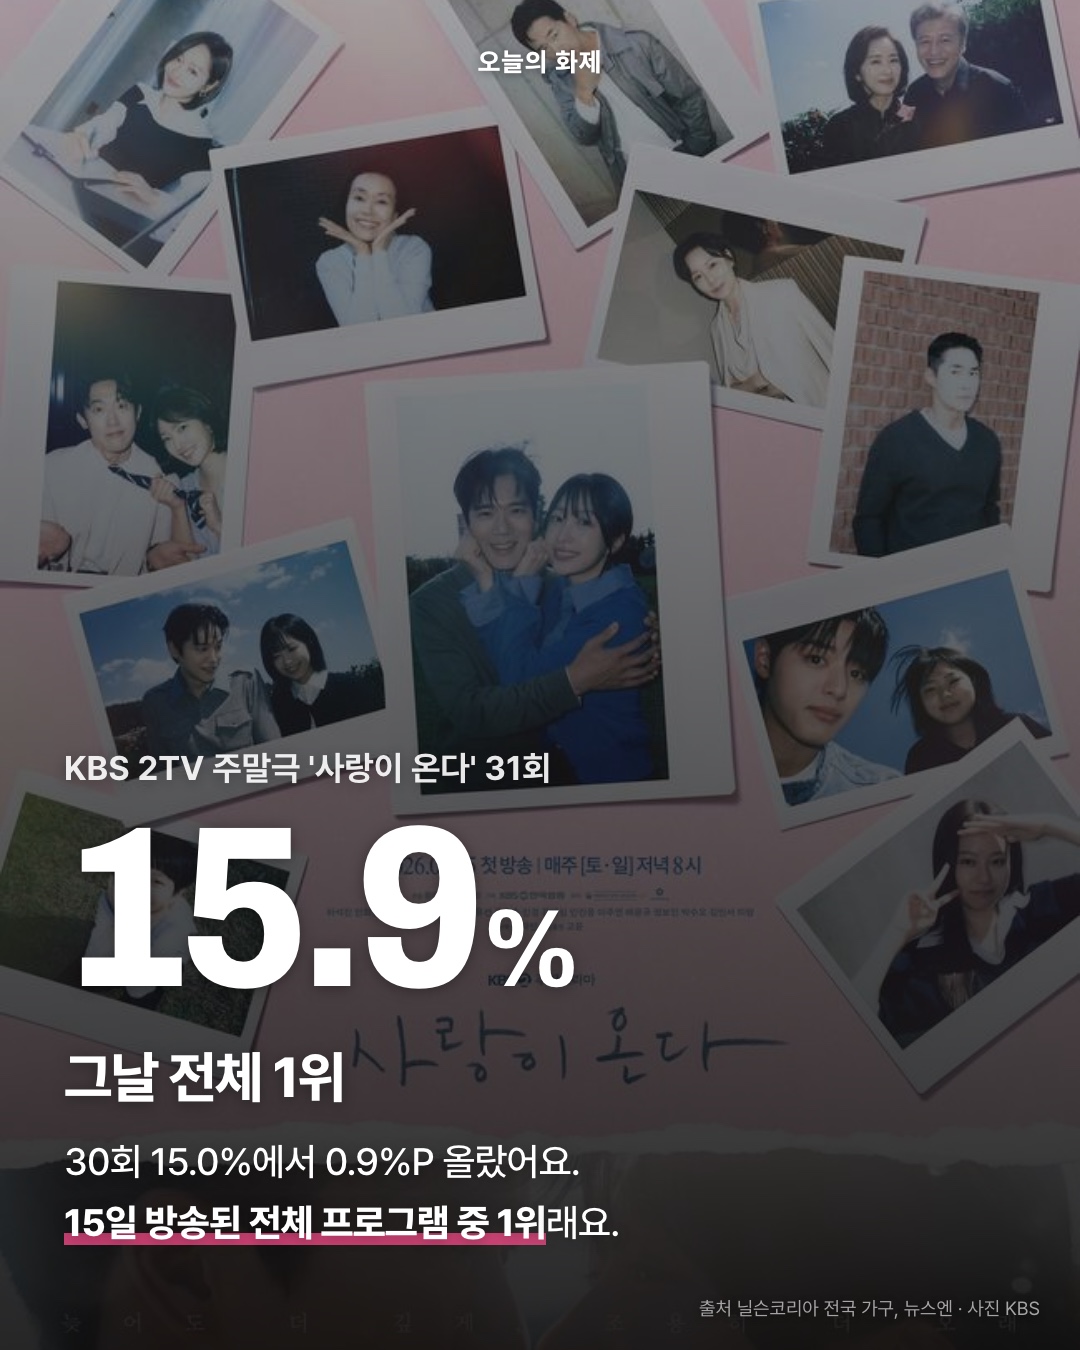 오늘의 화제
KBS 2TV 주말극 '사랑이 온다' 31회
15.9%
첫방송 | 매주 [토·일] 저녁 8시
사랑이 온다
그날 전체 1위
30회 15.0%에서 0.9%P 올랐어요.
15일 방송된 전체 프로그램 중 1위래요.
출처 닐슨코리아 전국 가구, 뉴스엔 · 사진 KBS